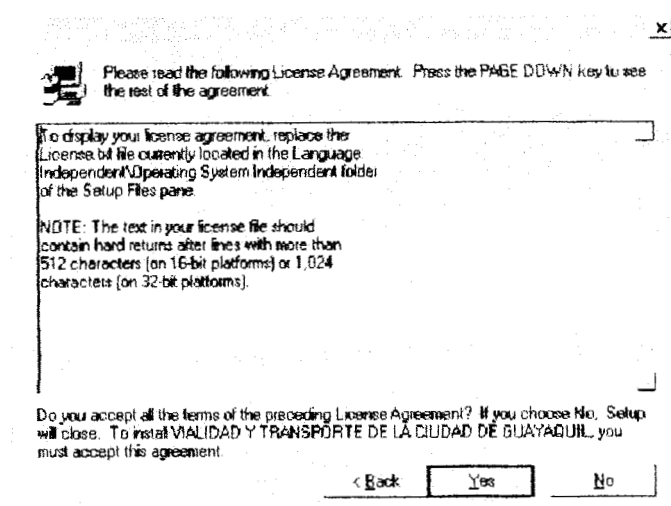 x
Please read the following License Agreement. Press the PAGE DOWN key to see
the rest of the agreement.
To display your license agreement, replace the
License.txt file currently located in the Language
Independent\Operating System Independent folder
of the Setup Files pane.
NOTE: The text in your license file should
contain hard returns after lines with more than
512 characters (on 16-bit platforms) or 1,024
characters (on 32-bit platforms).
Do you accept all the terms of the preceding License Agreement? If you choose No, Setup
will close. To install VIALIDAD Y TRANSPORTE DE LA CIUDAD DE GUAYAQUIL, you
must accept this agreement.
< Back
Yes
No